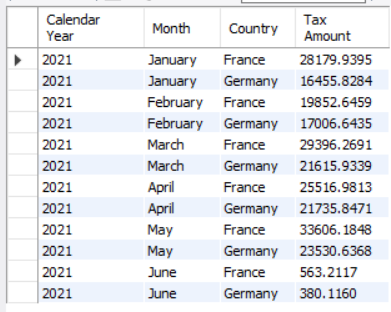 Calendar Year Month Country Tax Amount
2021 January France 28179.9395
2021 January Germany 16455.8284
2021 February France 19852.6459
2021 February Germany 17006.6435
2021 March France 29396.2691
2021 March Germany 21615.9339
2021 April France 25516.9813
2021 April Germany 21735.8471
2021 May France 33606.1848
2021 May Germany 23530.6368
2021 June France 563.2117
2021 June Germany 380.1160